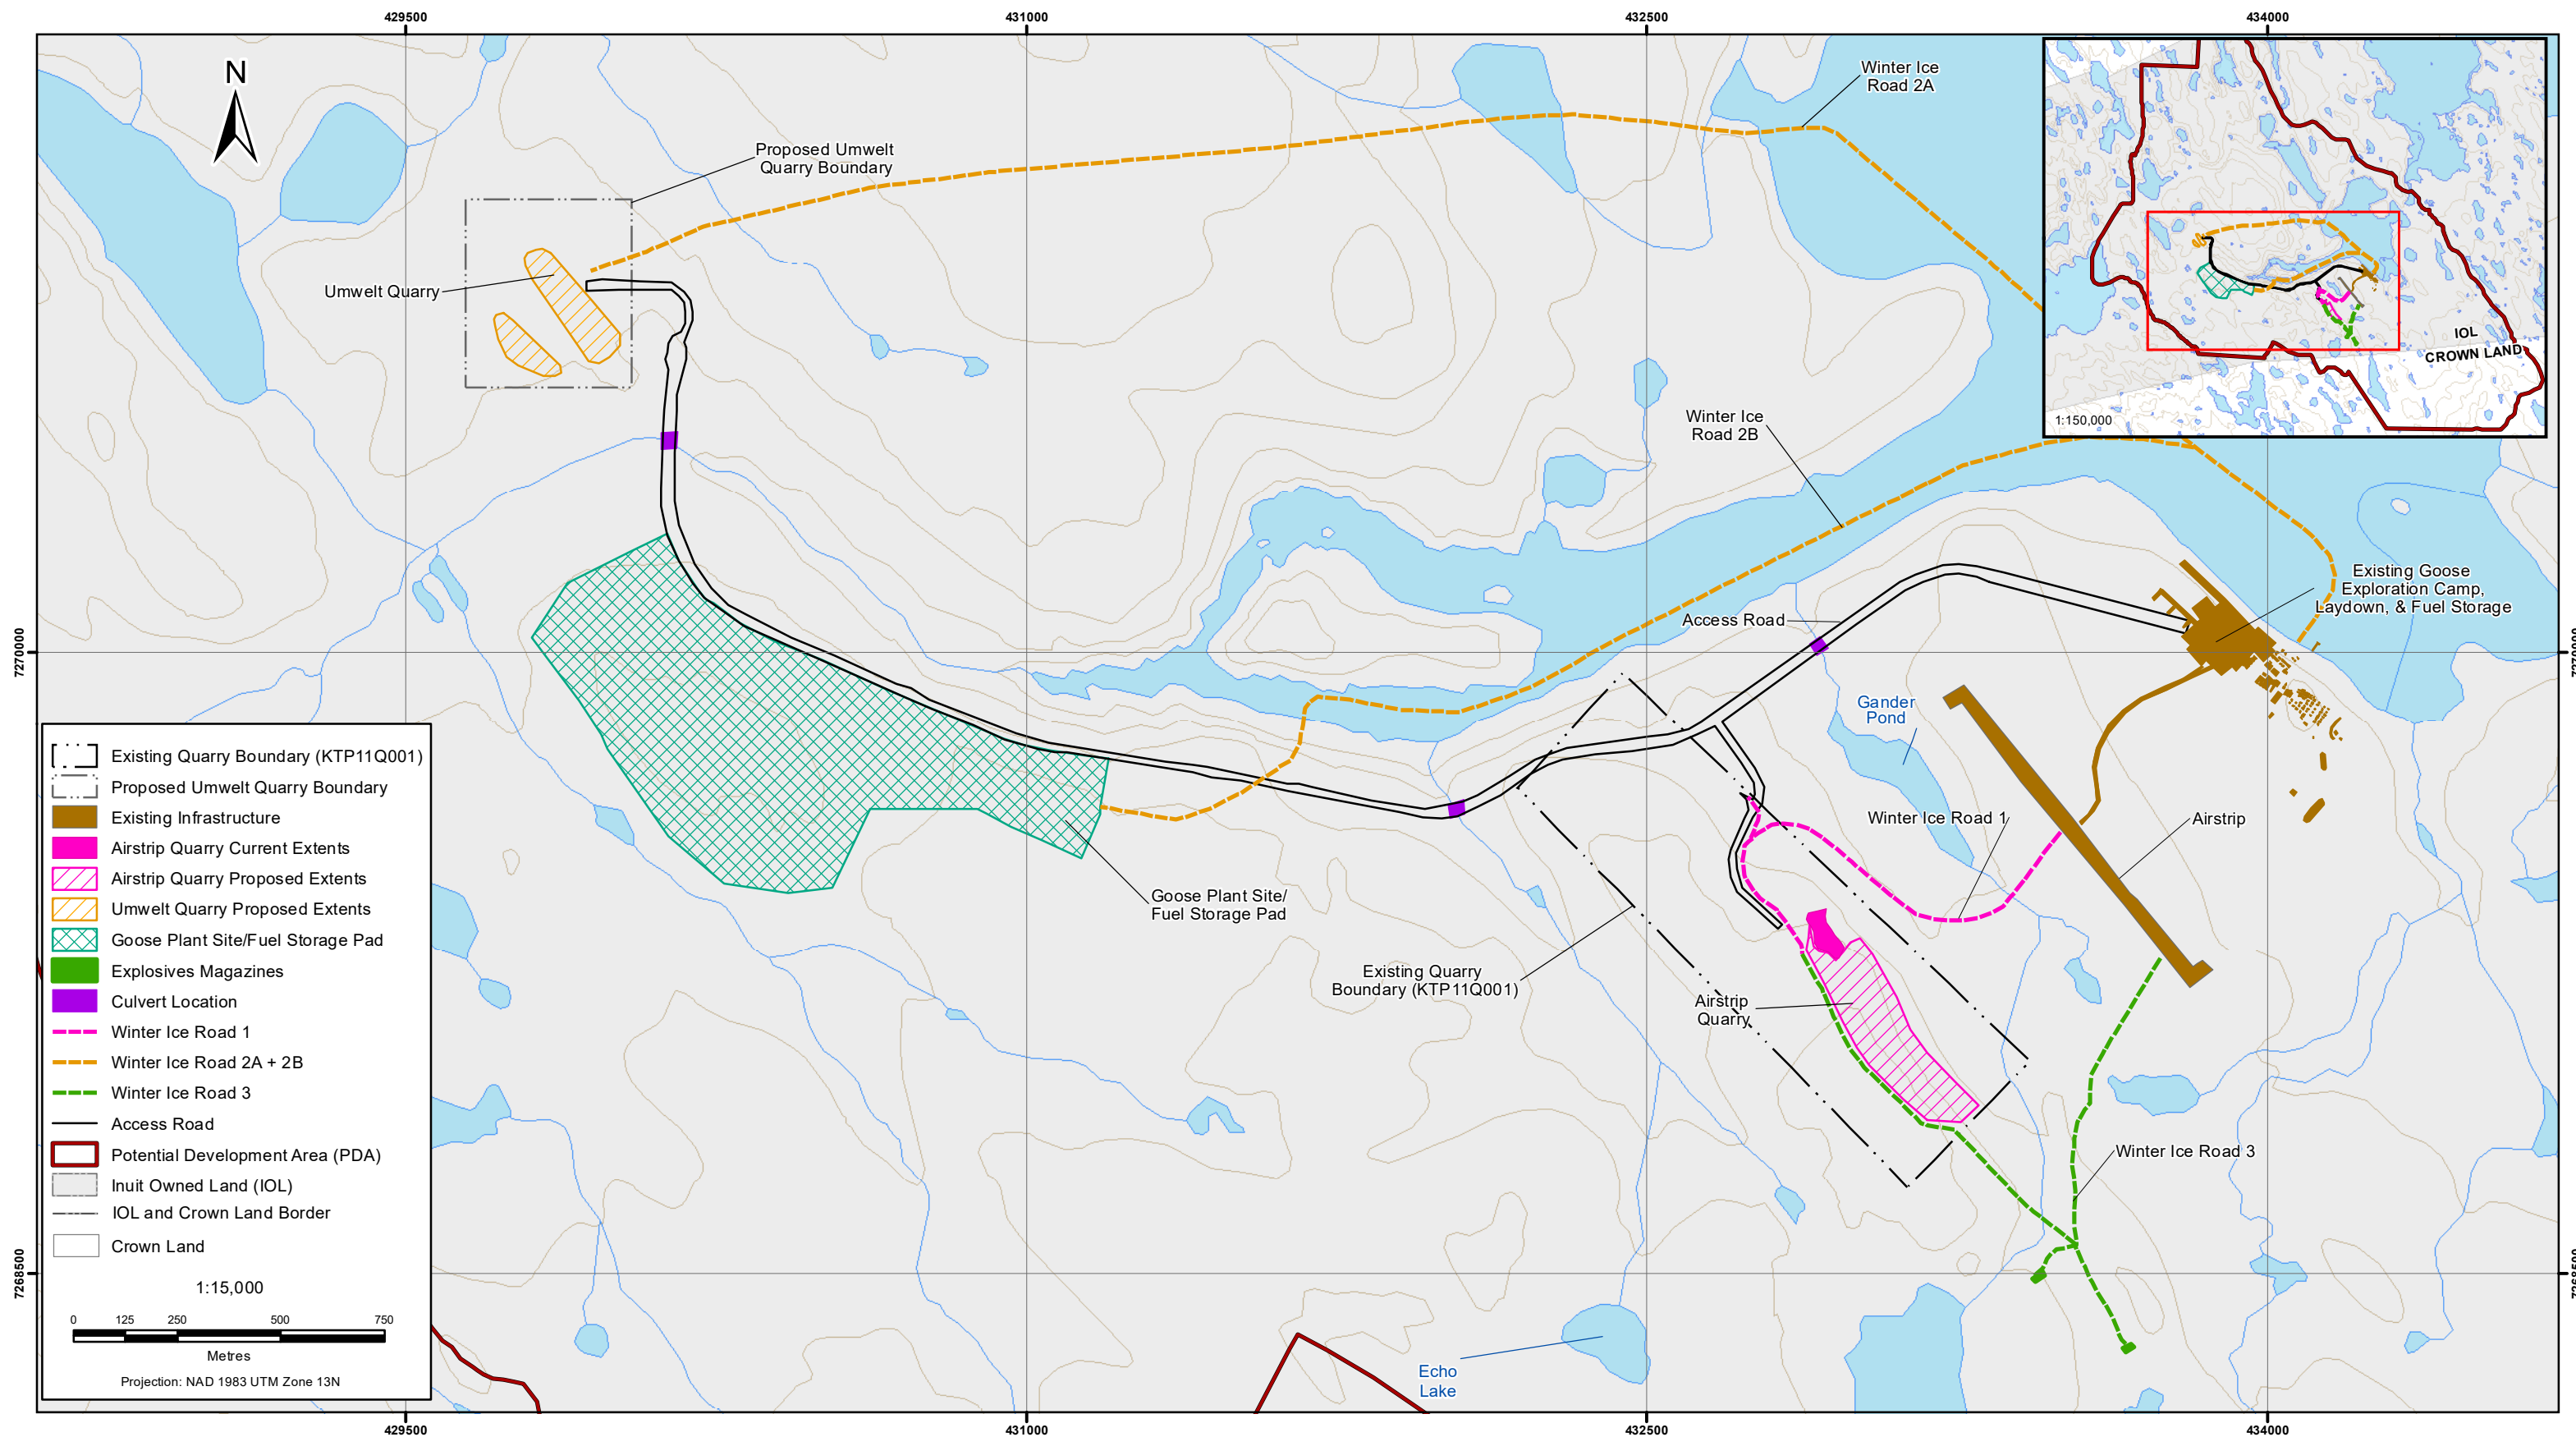 429500
431000
432500
434000
N
Winter Ice
Road 2A
Proposed Umwelt
Quarry Boundary
Umwelt Quarry
IOL
CROWN LAND
1:150,000
Winter Ice
Road 2B
Existing Goose
Exploration Camp,
Laydown, & Fuel Storage
Access Road
7270000
7270000
Gander
Pond
Winter Ice Road 1
Airstrip
Goose Plant Site/
Fuel Storage Pad
Existing Quarry
Boundary (KTP11Q001)
Airstrip
Quarry
Winter Ice Road 3
7268500
7268500
Echo
Lake
Existing Quarry Boundary (KTP11Q001)
Proposed Umwelt Quarry Boundary
Existing Infrastructure
Airstrip Quarry Current Extents
Airstrip Quarry Proposed Extents
Umwelt Quarry Proposed Extents
Goose Plant Site/Fuel Storage Pad
Explosives Magazines
Culvert Location
Winter Ice Road 1
Winter Ice Road 2A + 2B
Winter Ice Road 3
Access Road
Potential Development Area (PDA)
Inuit Owned Land (IOL)
IOL and Crown Land Border
Crown Land
1:15,000
0 125 250 500 750
Metres
Projection: NAD 1983 UTM Zone 13N
429500
431000
432500
434000